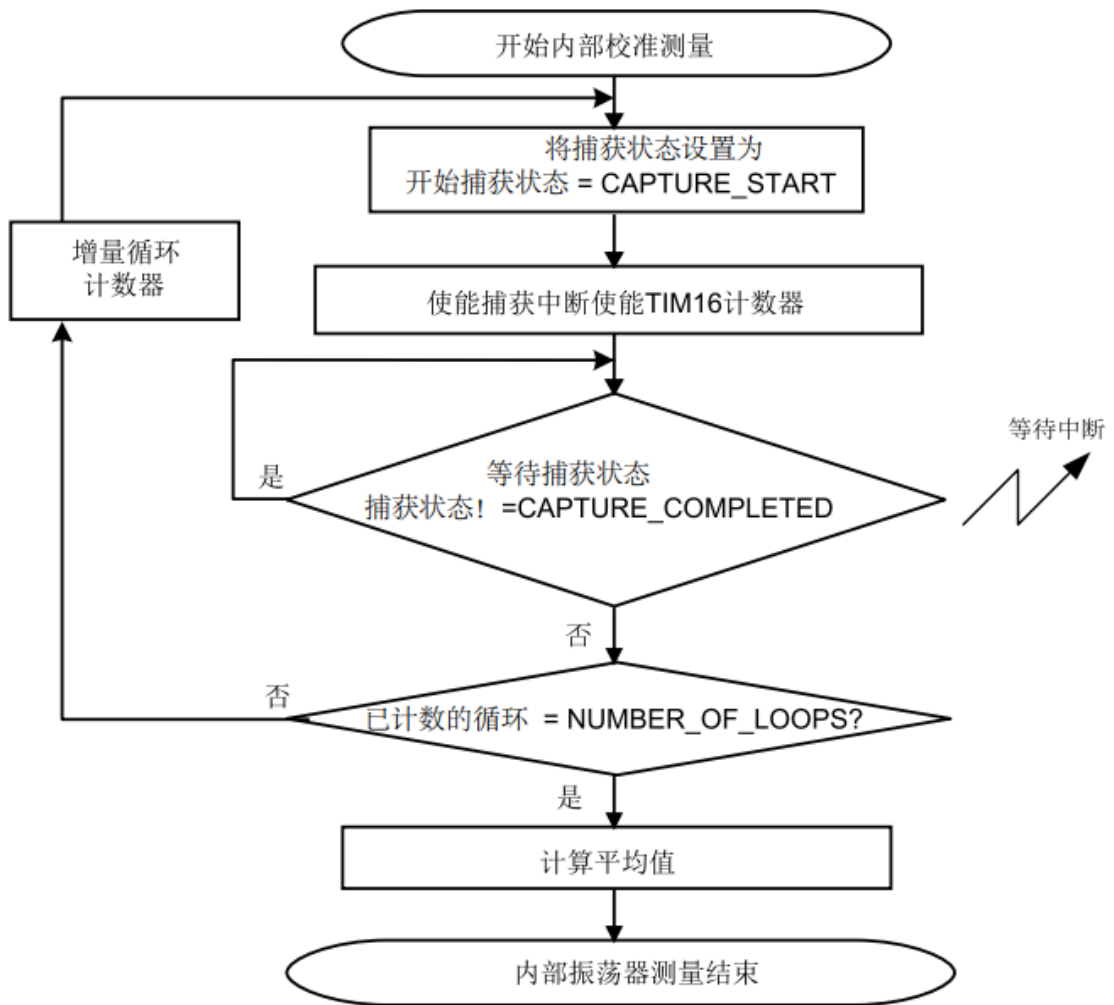 开始内部校准测量
将捕获状态设置为
开始捕获状态 = CAPTURE_START
增量循环
计数器
使能捕获中断使能TIM16计数器
等待中断
是
等待捕获状态
捕获状态！=CAPTURE_COMPLETED
否
否
已计数的循环 = NUMBER_OF_LOOPS?
是
计算平均值
内部振荡器测量结束